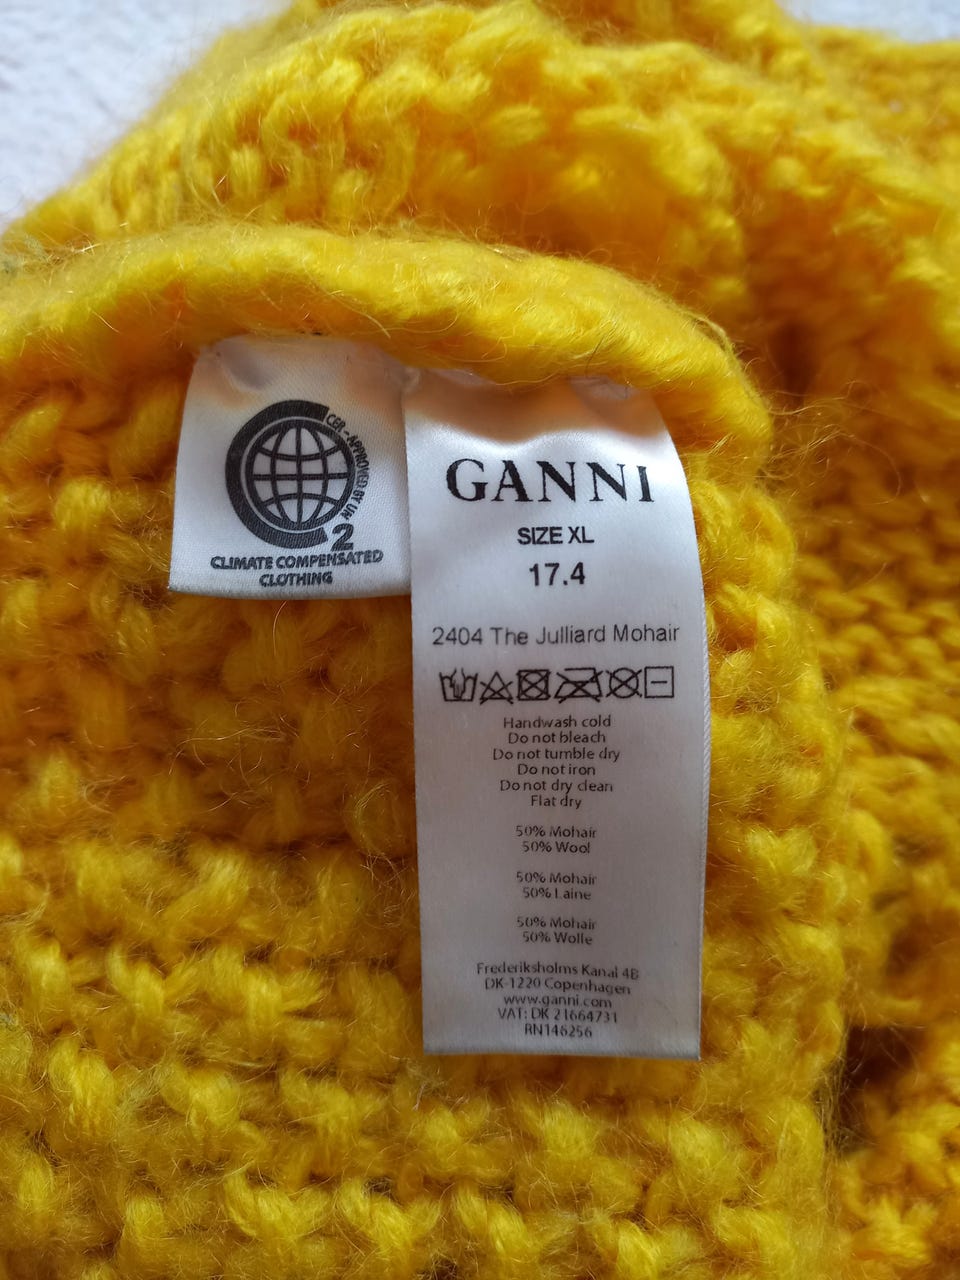 CER - APPROVED BY UN
2
CLIMATE COMPENSATED
CLOTHING
GANNI
SIZE XL
17.4
2404 The Julliard Mohair
Handwash cold
Do not bleach
Do not tumble dry
Do not iron
Do not dry clean
Flat dry
50% Mohair
50% Wool
50% Mohair
50% Laine
50% Mohair
50% Wolle
Frederiksholms Kanal 4B
DK-1220 Copenhagen
www.ganni.com
VAT: DK 21664731
RN146256